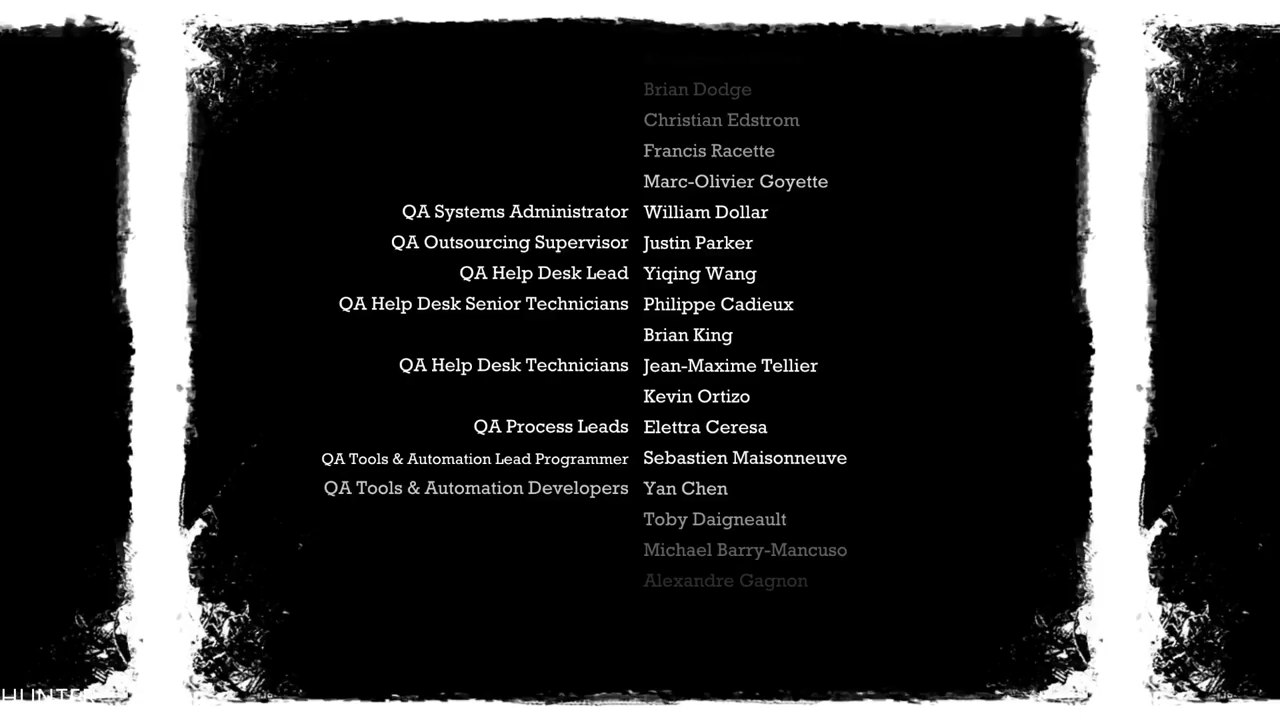 Brian Dodge
Christian Edstrom
Francis Racette
Marc-Olivier Goyette
QA Systems Administrator William Dollar
QA Outsourcing Supervisor Justin Parker
QA Help Desk Lead Yiqing Wang
QA Help Desk Senior Technicians Philippe Cadieux
Brian King
QA Help Desk Technicians Jean-Maxime Tellier
Kevin Ortizo
QA Process Leads Elettra Ceresa
QA Tools & Automation Lead Programmer Sebastien Maisonneuve
QA Tools & Automation Developers Yan Chen
Toby Daigneault
Michael Barry-Mancuso
Alexandre Gagnon